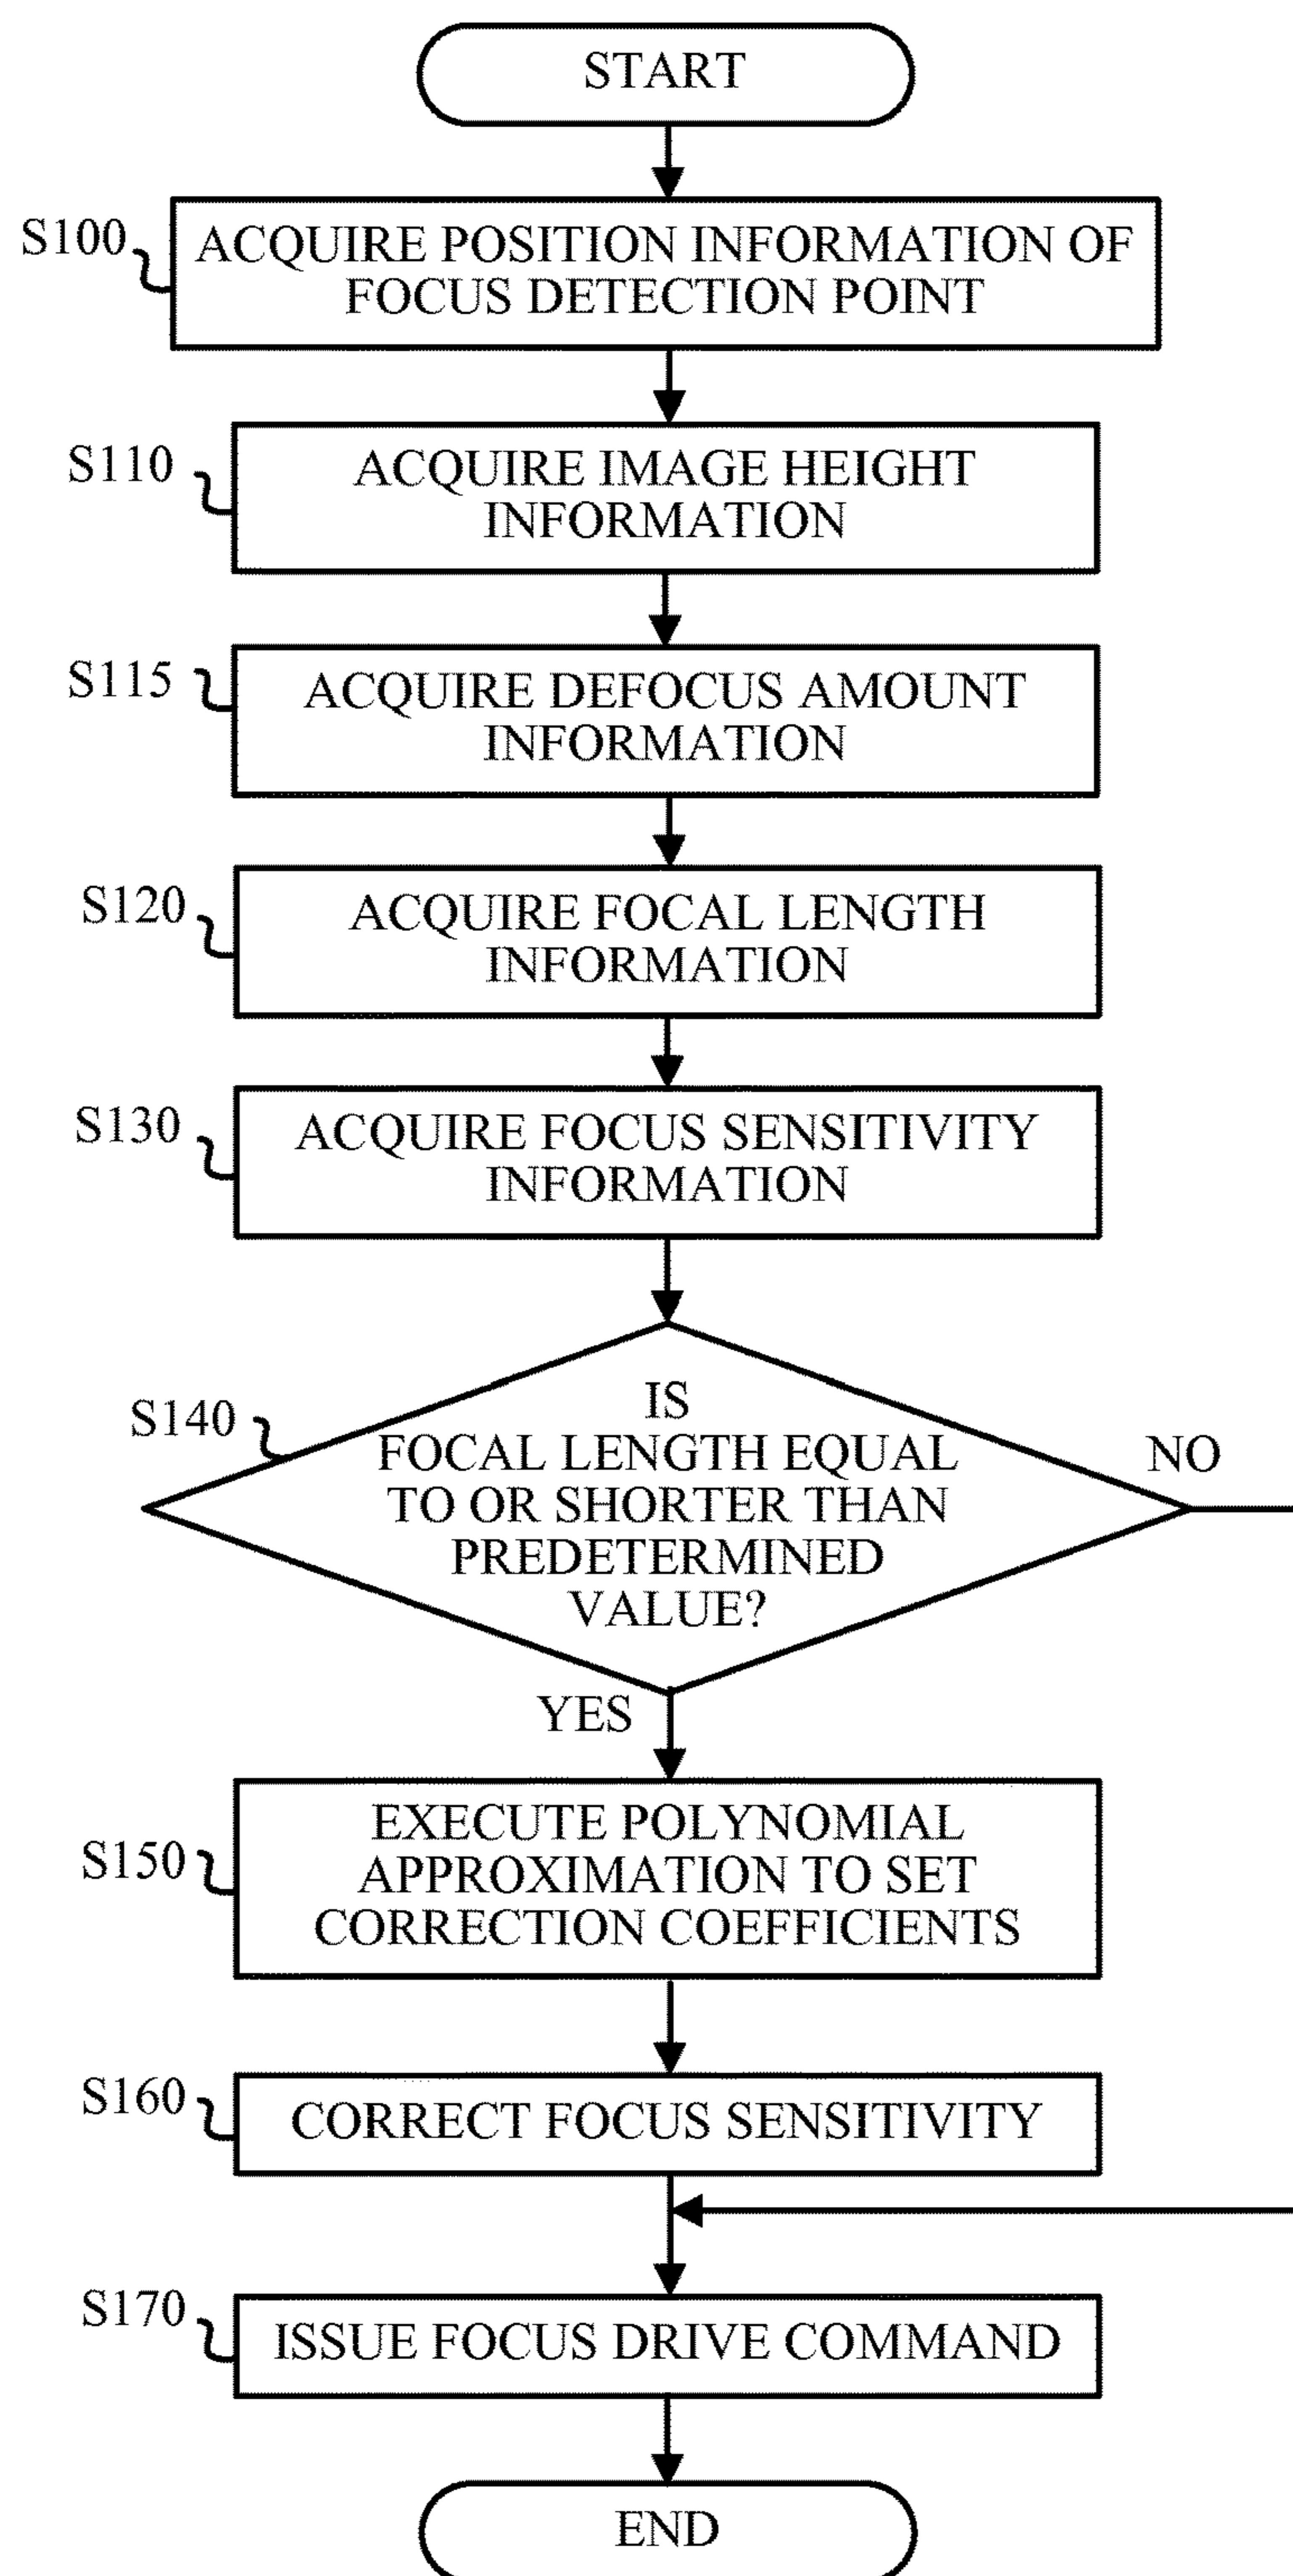 START
S100
ACQUIRE POSITION INFORMATION OF
FOCUS DETECTION POINT
S110
ACQUIRE IMAGE HEIGHT
INFORMATION
S115
ACQUIRE DEFOCUS AMOUNT
INFORMATION
S120
ACQUIRE FOCAL LENGTH
INFORMATION
S130
ACQUIRE FOCUS SENSITIVITY
INFORMATION
S140
IS
FOCAL LENGTH EQUAL
TO OR SHORTER THAN
PREDETERMINED
VALUE?
NO
YES
S150
EXECUTE POLYNOMIAL
APPROXIMATION TO SET
CORRECTION COEFFICIENTS
S160
CORRECT FOCUS SENSITIVITY
S170
ISSUE FOCUS DRIVE COMMAND
END